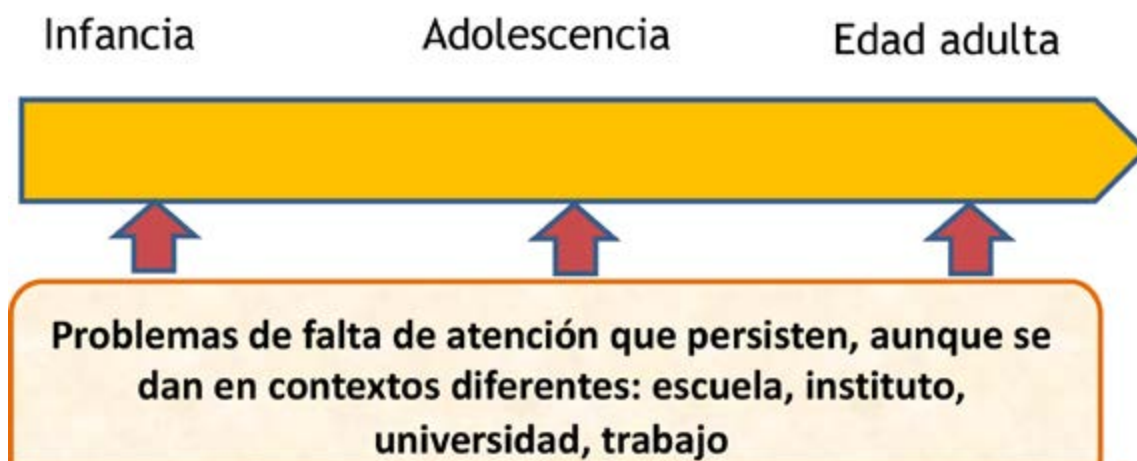 Infancia Adolescencia Edad adulta
Problemas de falta de atención que persisten, aunque se
dan en contextos diferentes: escuela, instituto,
universidad, trabajo